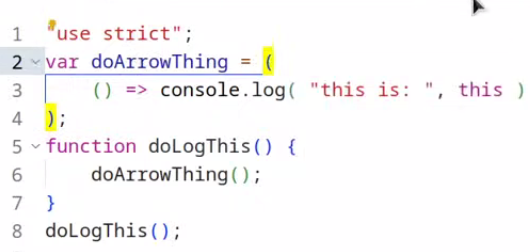 1 "use strict";
2 var doArrowThing = (
3 () => console.log( "this is: ", this )
4 );
5 function doLogThis() {
6 doArrowThing();
7 }
8 doLogThis();